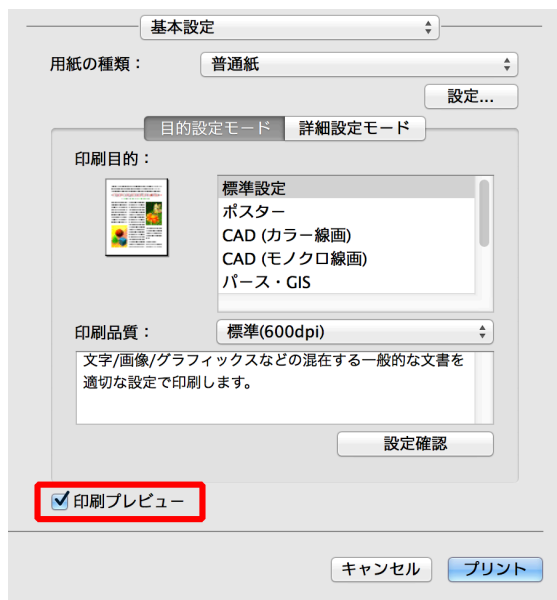 基本設定
用紙の種類： 普通紙
設定...
目的設定モード 詳細設定モード
印刷目的：
標準設定
ポスター
CAD (カラー線画)
CAD (モノクロ線画)
パース・GIS
印刷品質： 標準(600dpi)
文字/画像/グラフィックスなどの混在する一般的な文書を
適切な設定で印刷します。
設定確認
印刷プレビュー
キャンセル プリント